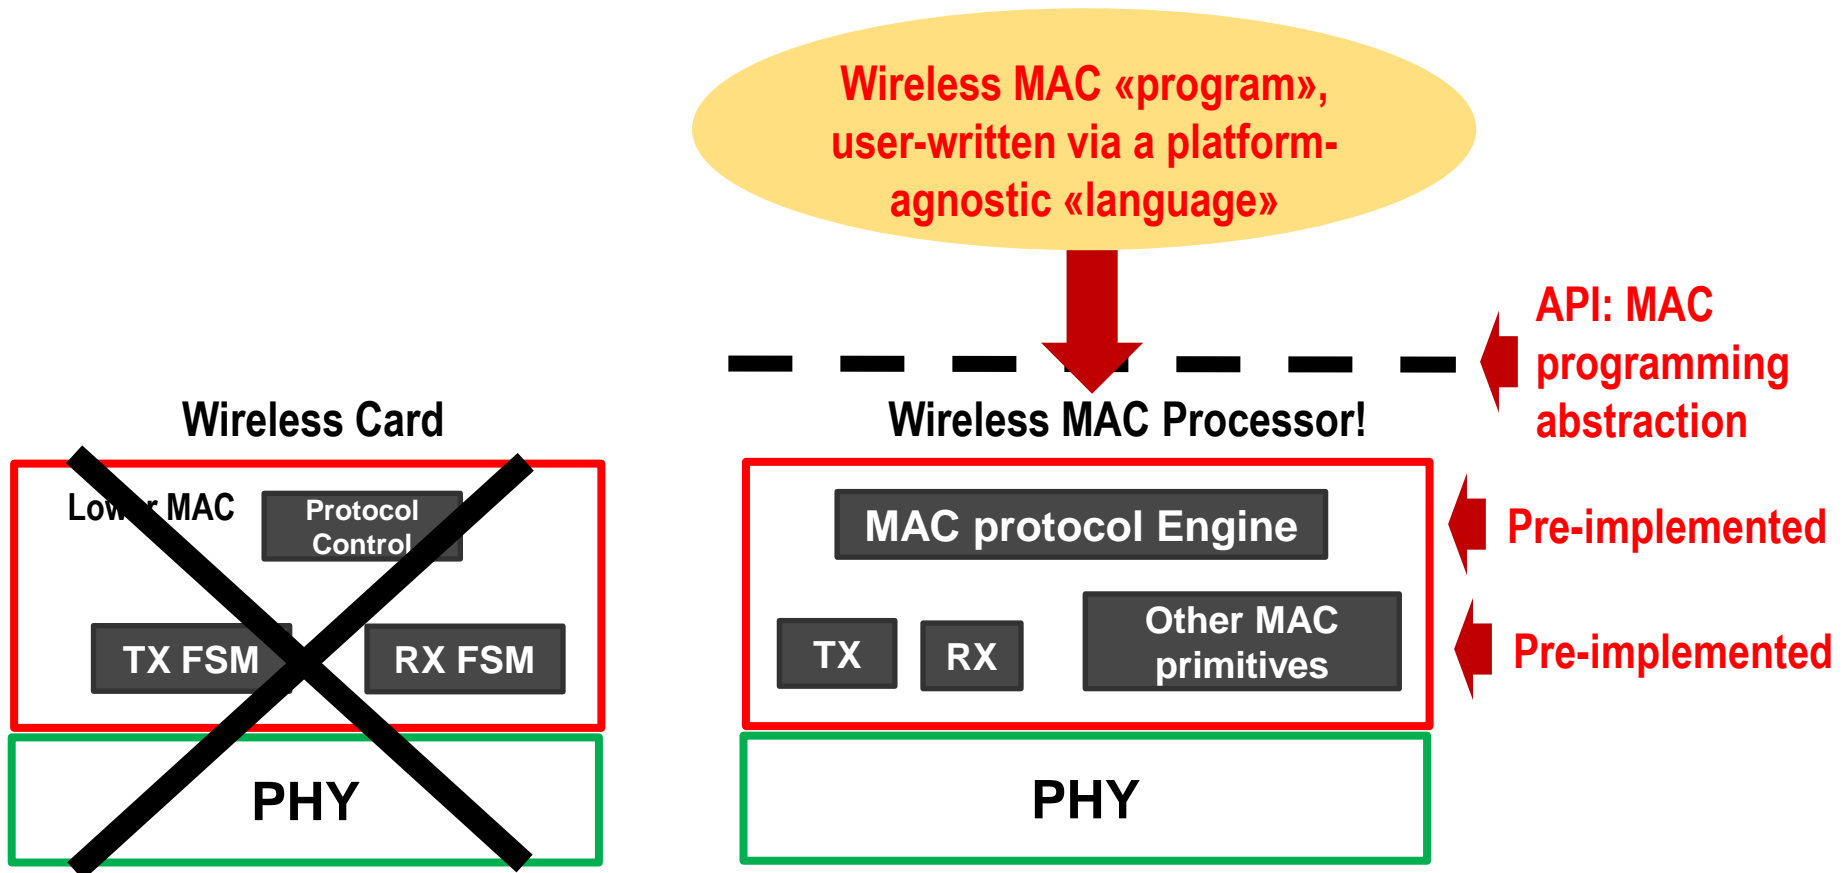 Wireless MAC «program»,
user-written via a platform-
agnostic «language»
API: MAC
programming
abstraction
Wireless Card
Wireless MAC Processor!
Lower MAC
Protocol
Control
TX FSM
RX FSM
PHY
MAC protocol Engine
Pre-implemented
TX
RX
Other MAC
primitives
Pre-implemented
PHY